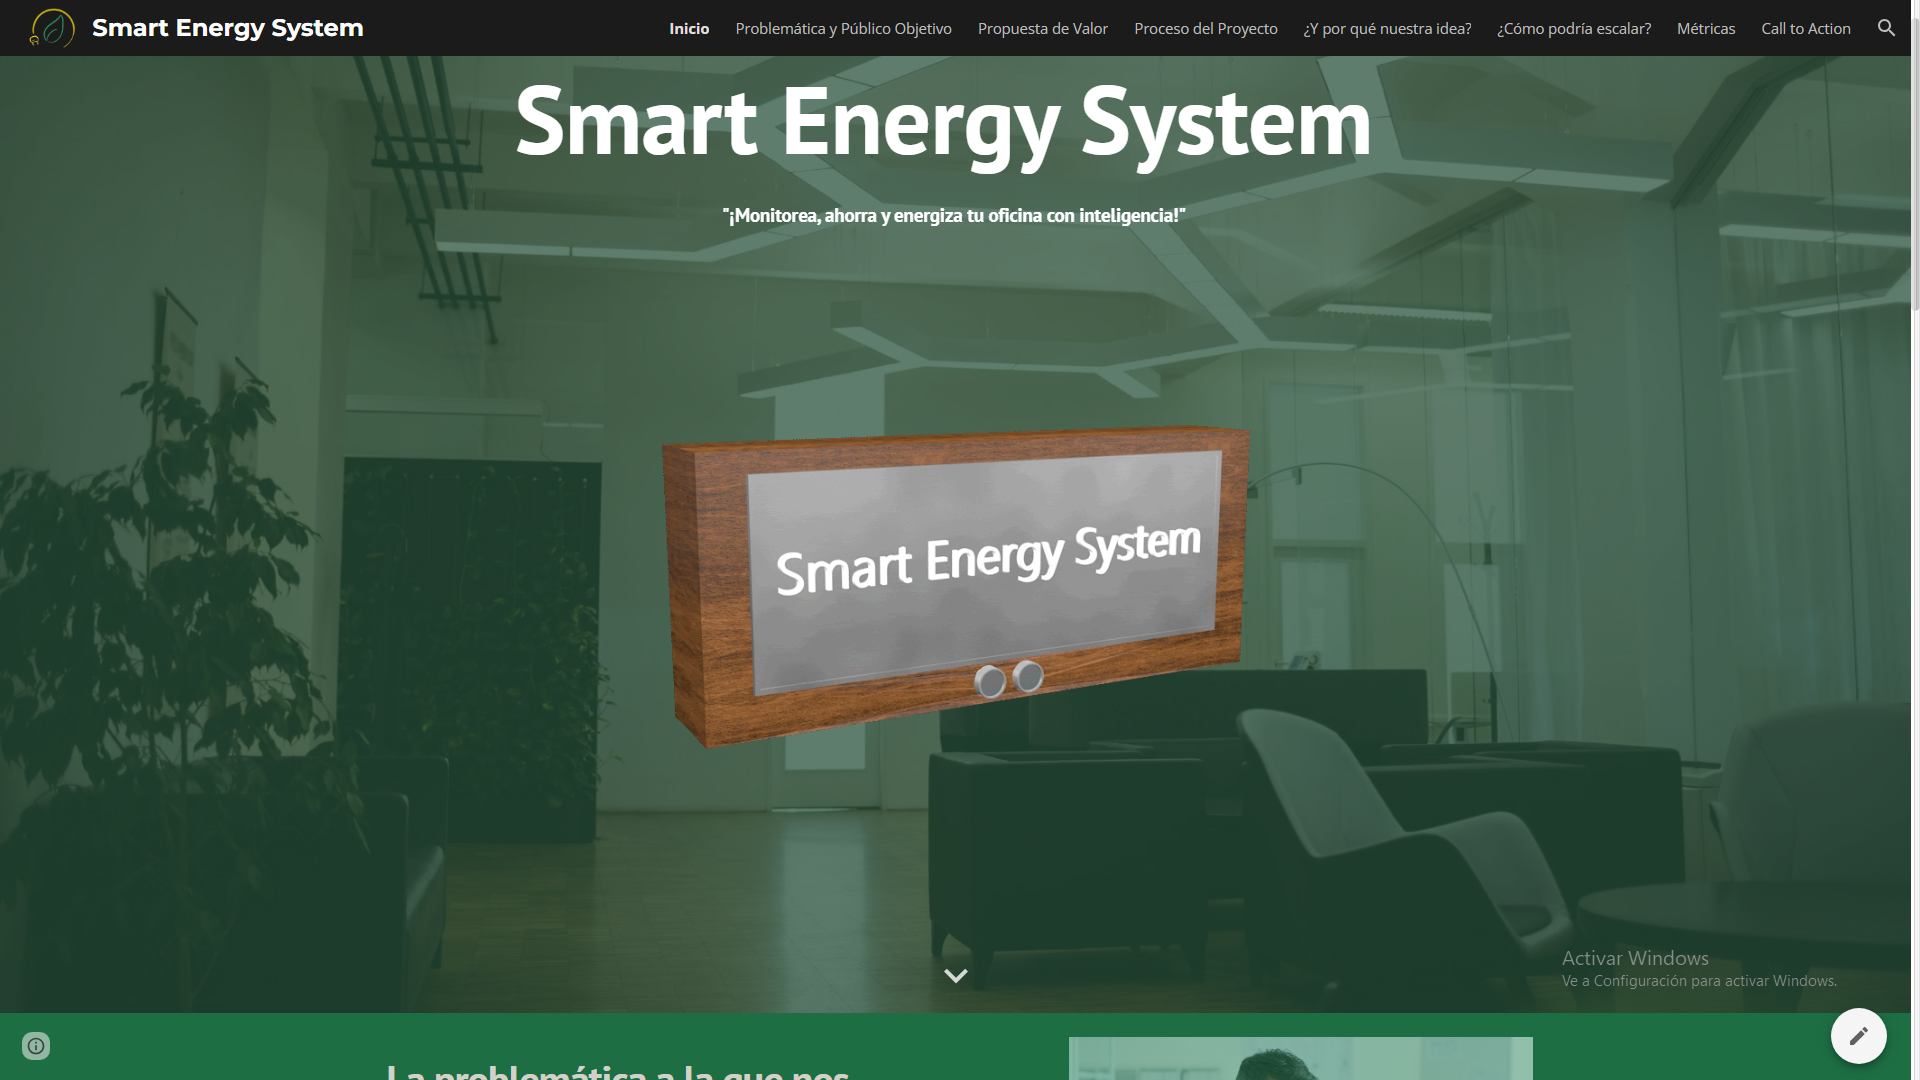 Smart Energy System
Inicio
Problemática y Público Objetivo
Propuesta de Valor
Proceso del Proyecto
¿Y por qué nuestra idea?
¿Cómo podría escalar?
Métricas
Call to Action
Smart Energy System
"¡Monitorea, ahorra y energiza tu oficina con inteligencia!"
Smart Energy System
Activar Windows
Ve a Configuración para activar Windows.
La problemática a la que nos